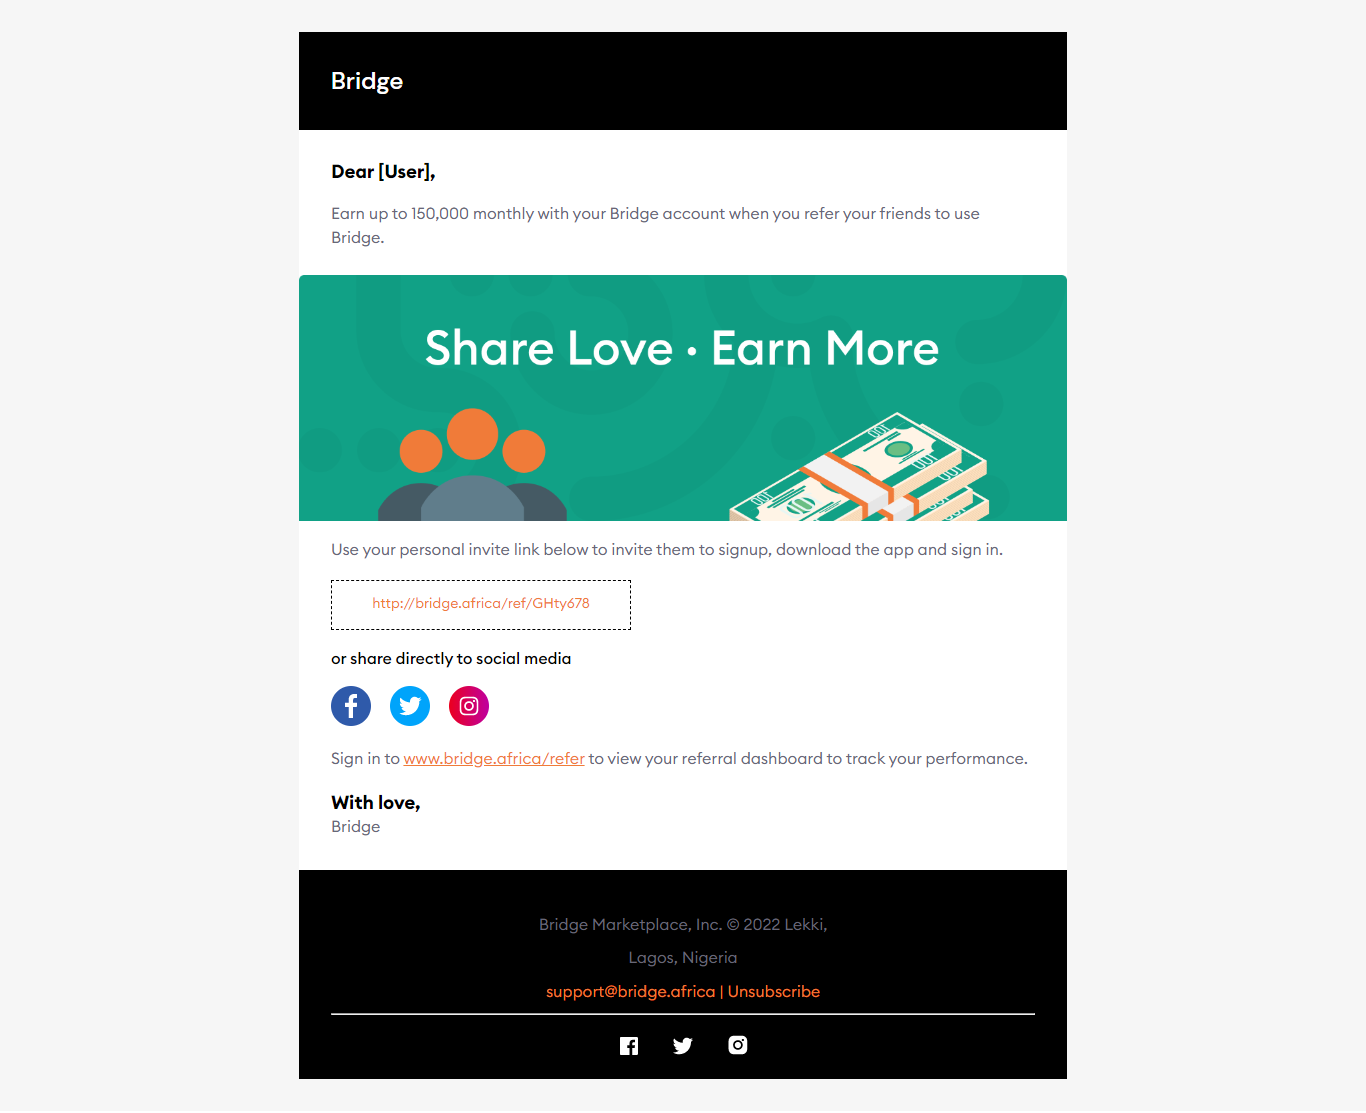 Bridge
Dear [User],
Earn up to 150,000 monthly with your Bridge account when you refer your friends to use
Bridge.
Share Love · Earn More
Use your personal invite link below to invite them to signup, download the app and sign in.
http://bridge.africa/ref/GHty678
or share directly to social media
Sign in to www.bridge.africa/refer to view your referral dashboard to track your performance.
With love,
Bridge
Bridge Marketplace, Inc. © 2022 Lekki,
Lagos, Nigeria
support@bridge.africa | Unsubscribe